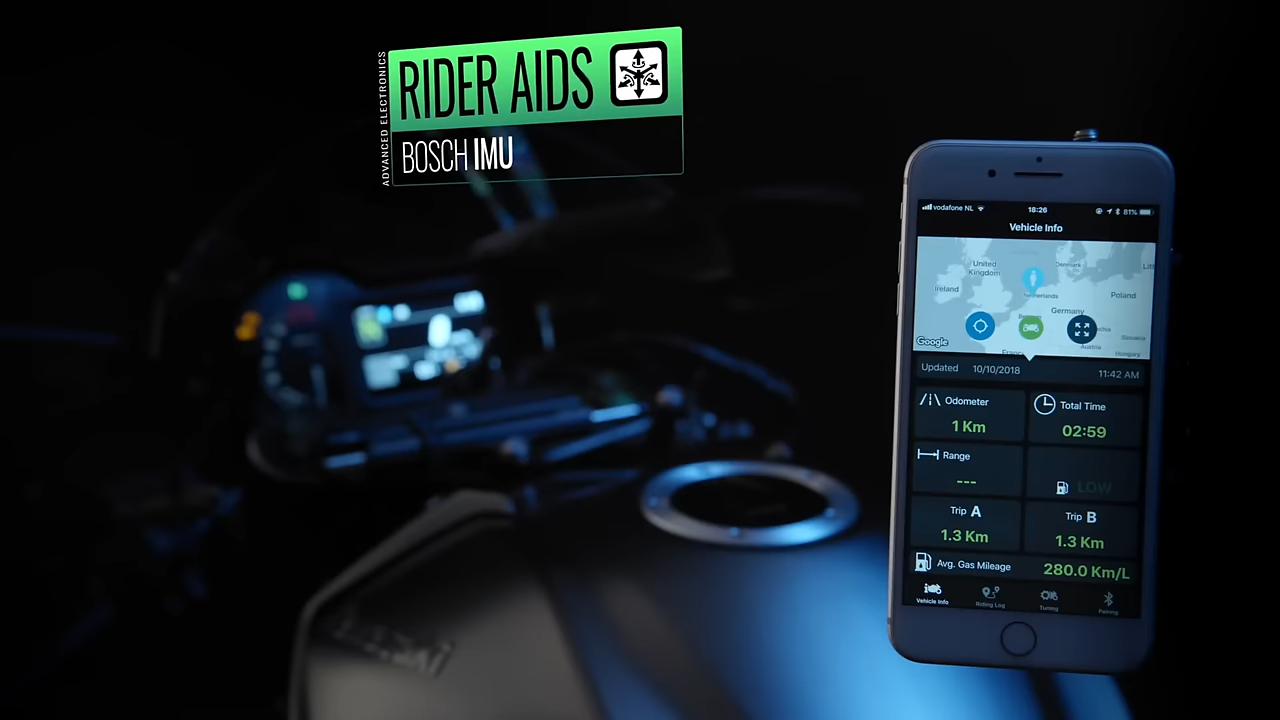 ADVANCED ELECTRONICS
RIDER AIDS
BOSCH IMU
vodafone NL
18:26
81%
Vehicle Info
United
Kingdom
Ireland
Denmark
Netherlands
Poland
Germany
Austria
Hungary
Google
Updated 10/10/2018 11:42 AM
Odometer
1 Km
Total Time
02:59
Range
---
LOW
Trip A
1.3 Km
Trip B
1.3 Km
Avg. Gas Mileage 280.0 Km/L
Vehicle Info
Riding Log
Tuning
Pairing